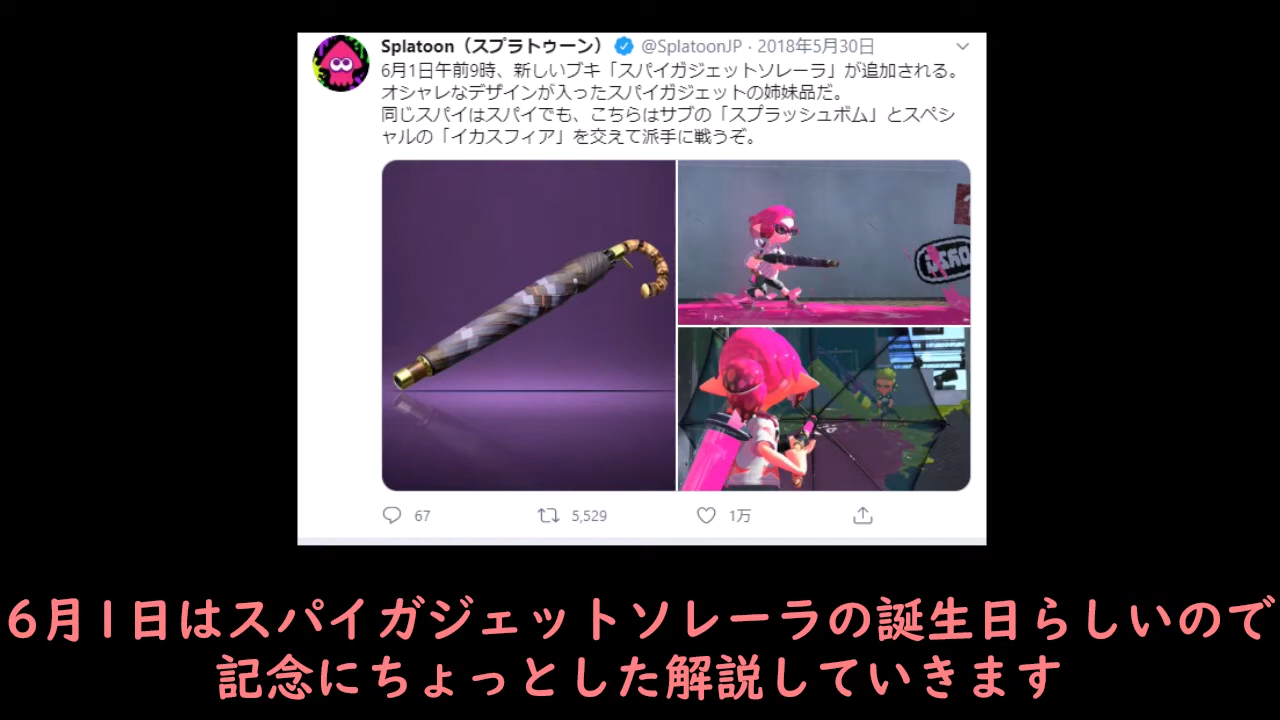 Splatoon（スプラトゥーン） @SplatoonJP · 2018年5月30日
6月1日午前9時、新しいブキ「スパイガジェットソレーラ」が追加される。
オシャレなデザインが入ったスパイガジェットの姉妹品だ。
同じスパイはスパイでも、こちらはサブの「スプラッシュボム」とスペシ
ャルの「イカスフィア」を交えて派手に戦うぞ。
67 5,529 1万
6月1日はスパイガジェットソレーラの誕生日らしいので
記念にちょっとした解説していきます